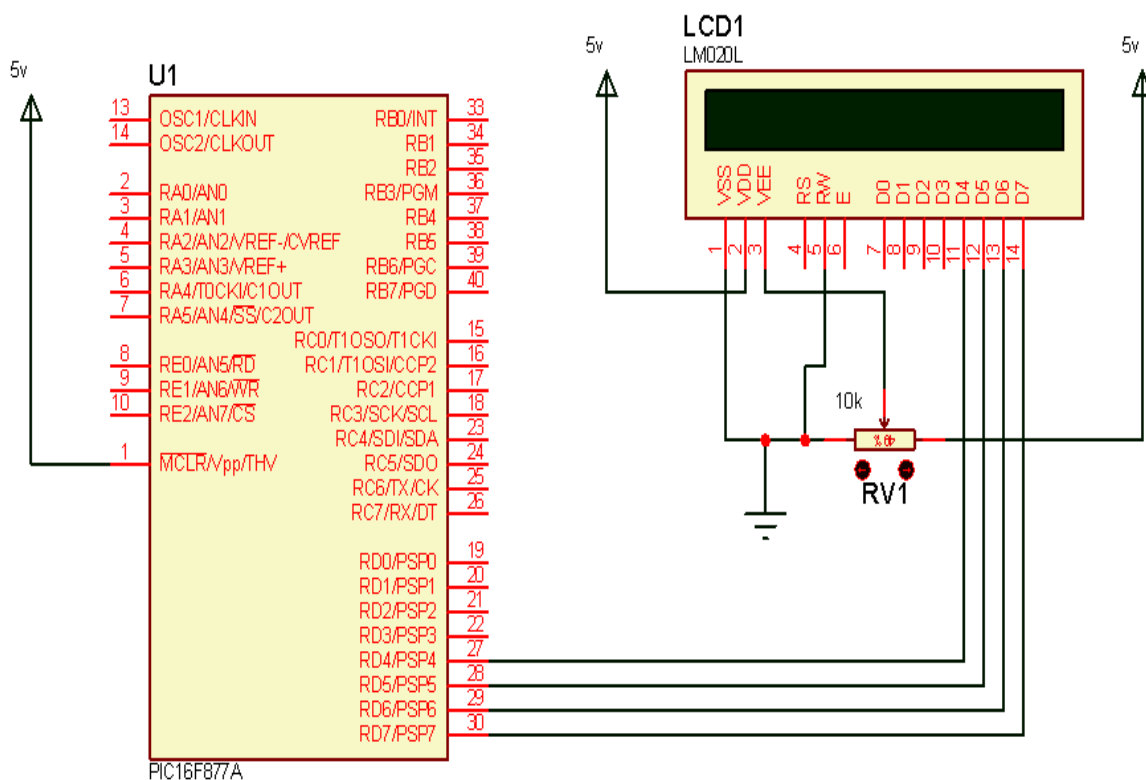 LCD1
LM020L
5v
5v
5v
U1
13 OSC1/CLKIN
14 OSC2/CLKOUT
2 RA0/AN0
3 RA1/AN1
4 RA2/AN2/VREF-/CVREF
5 RA3/AN3/VREF+
6 RA4/T0CKI/C1OUT
7 RA5/AN4/SS/C2OUT
8 RE0/AN5/RD
9 RE1/AN6/WR
10 RE2/AN7/CS
1 MCLR/Vpp/THV
RB0/INT 33
RB1 34
RB2 35
RB3/PGM 36
RB4 37
RB5 38
RB6/PGC 39
RB7/PGD 40
RC0/T1OSO/T1CKI 15
RC1/T1OSI/CCP2 16
RC2/CCP1 17
RC3/SCK/SCL 18
RC4/SDI/SDA 23
RC5/SDO 24
RC6/TX/CK 25
RC7/RX/DT 26
RD0/PSP0 19
RD1/PSP1 20
RD2/PSP2 21
RD3/PSP3 22
RD4/PSP4 27
RD5/PSP5 28
RD6/PSP6 29
RD7/PSP7 30
PIC16F877A
VSS VDD VEE RS RW E D0 D1 D2 D3 D4 D5 D6 D7
1 2 3 4 5 6 7 8 9 10 11 12 13 14
10k
RV1